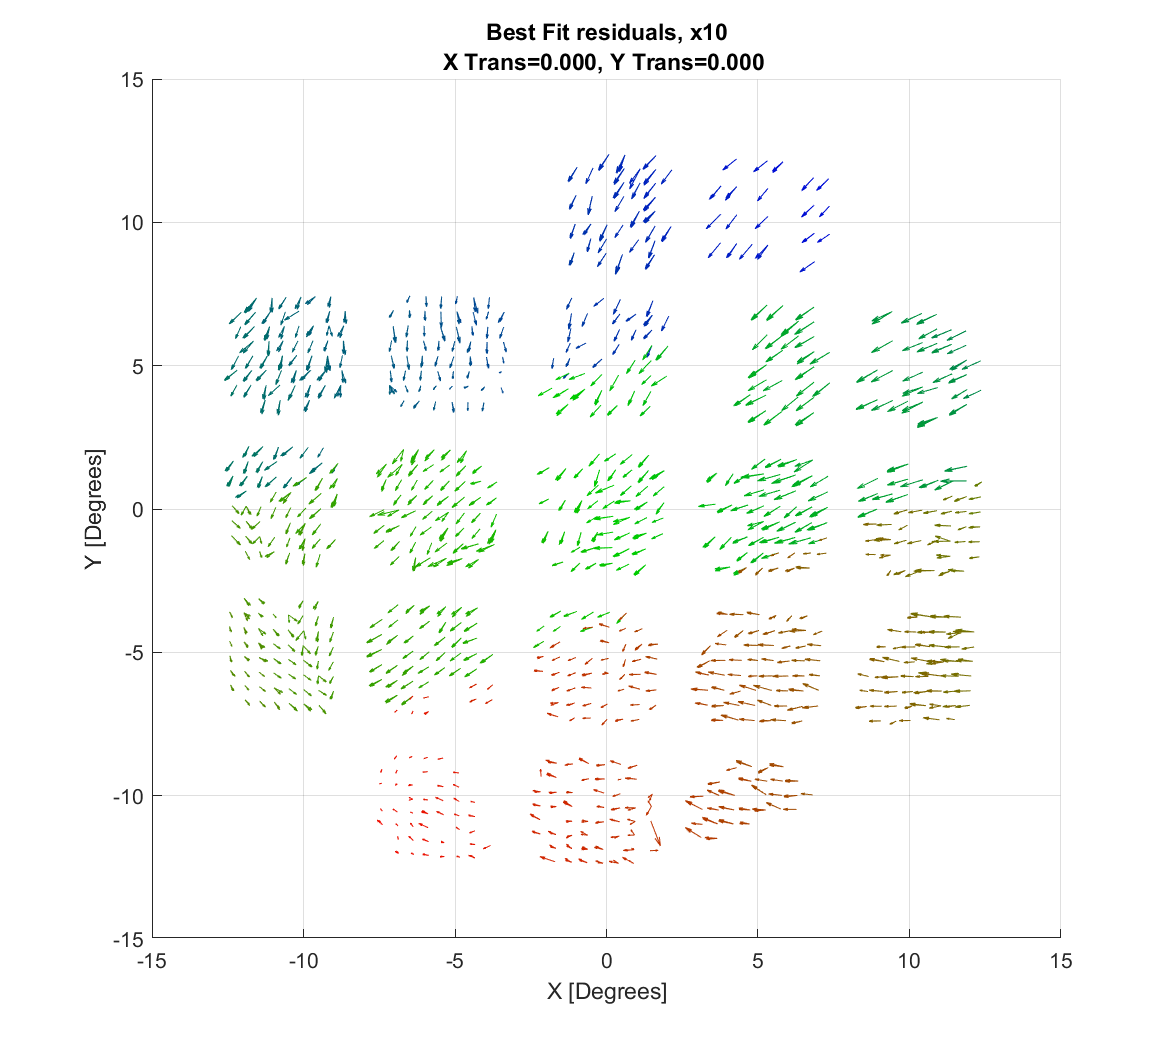 Best Fit residuals, x10
X Trans=0.000, Y Trans=0.000
15
10
5
0
-5
-10
-15
Y [Degrees]
-15 -10 -5 0 5 10 15
X [Degrees]